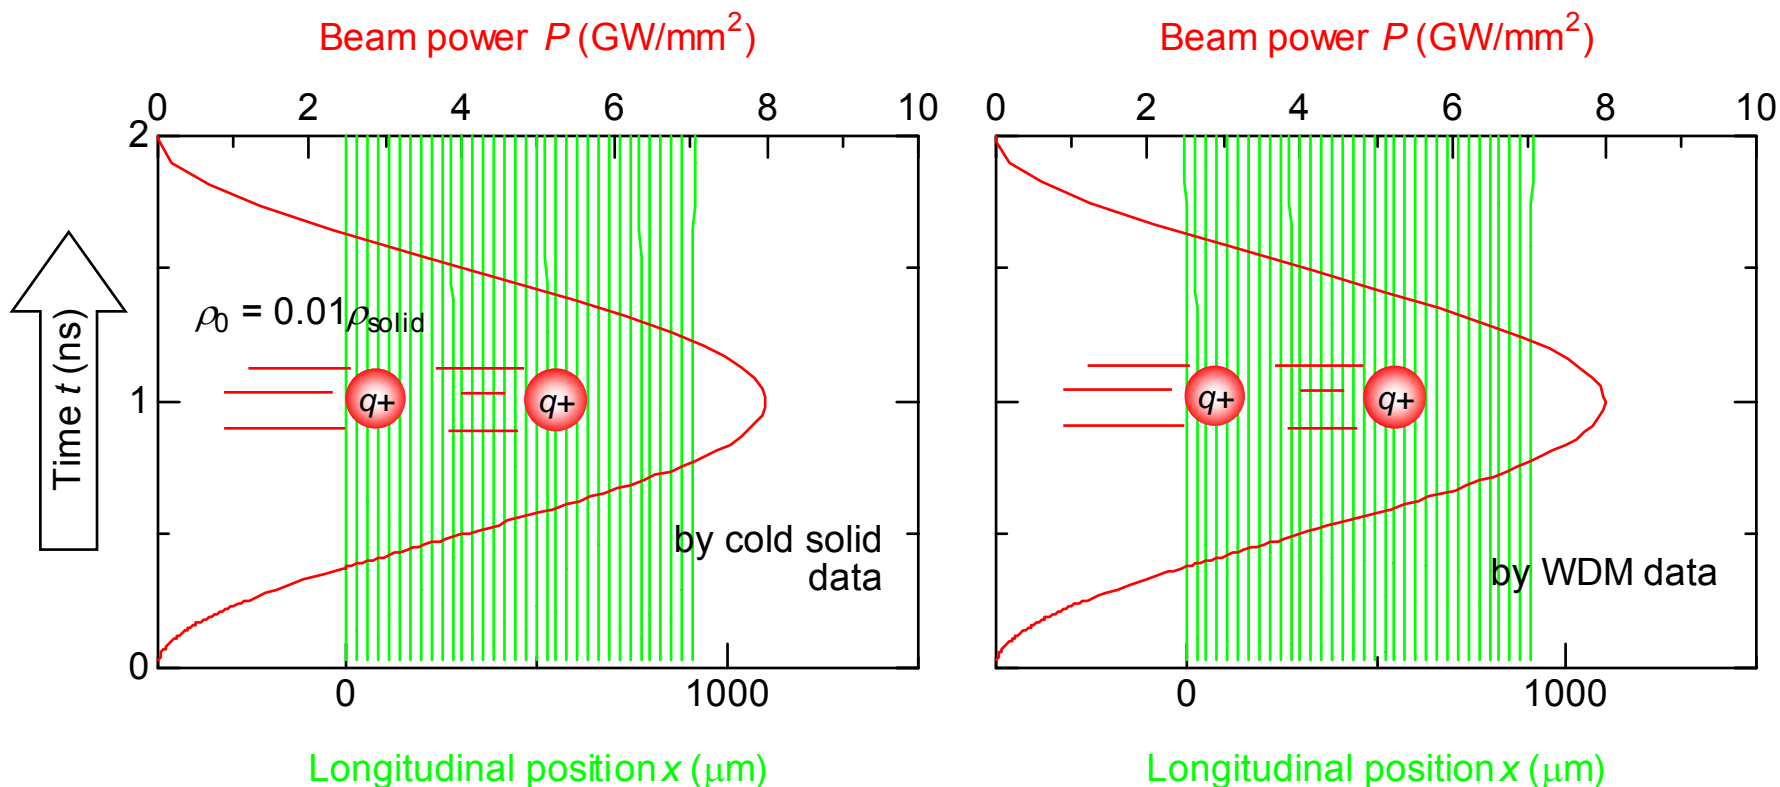 Beam power P (GW/mm²)
0 2 4 6 8 10
2
1
0
Time t (ns)
ρ₀ = 0.01ρsolid
q+ q+
by cold solid
data
0 1000
Longitudinal position x (μm)
Beam power P (GW/mm²)
0 2 4 6 8 10
q+ q+
by WDM data
0 1000
Longitudinal position x (μm)